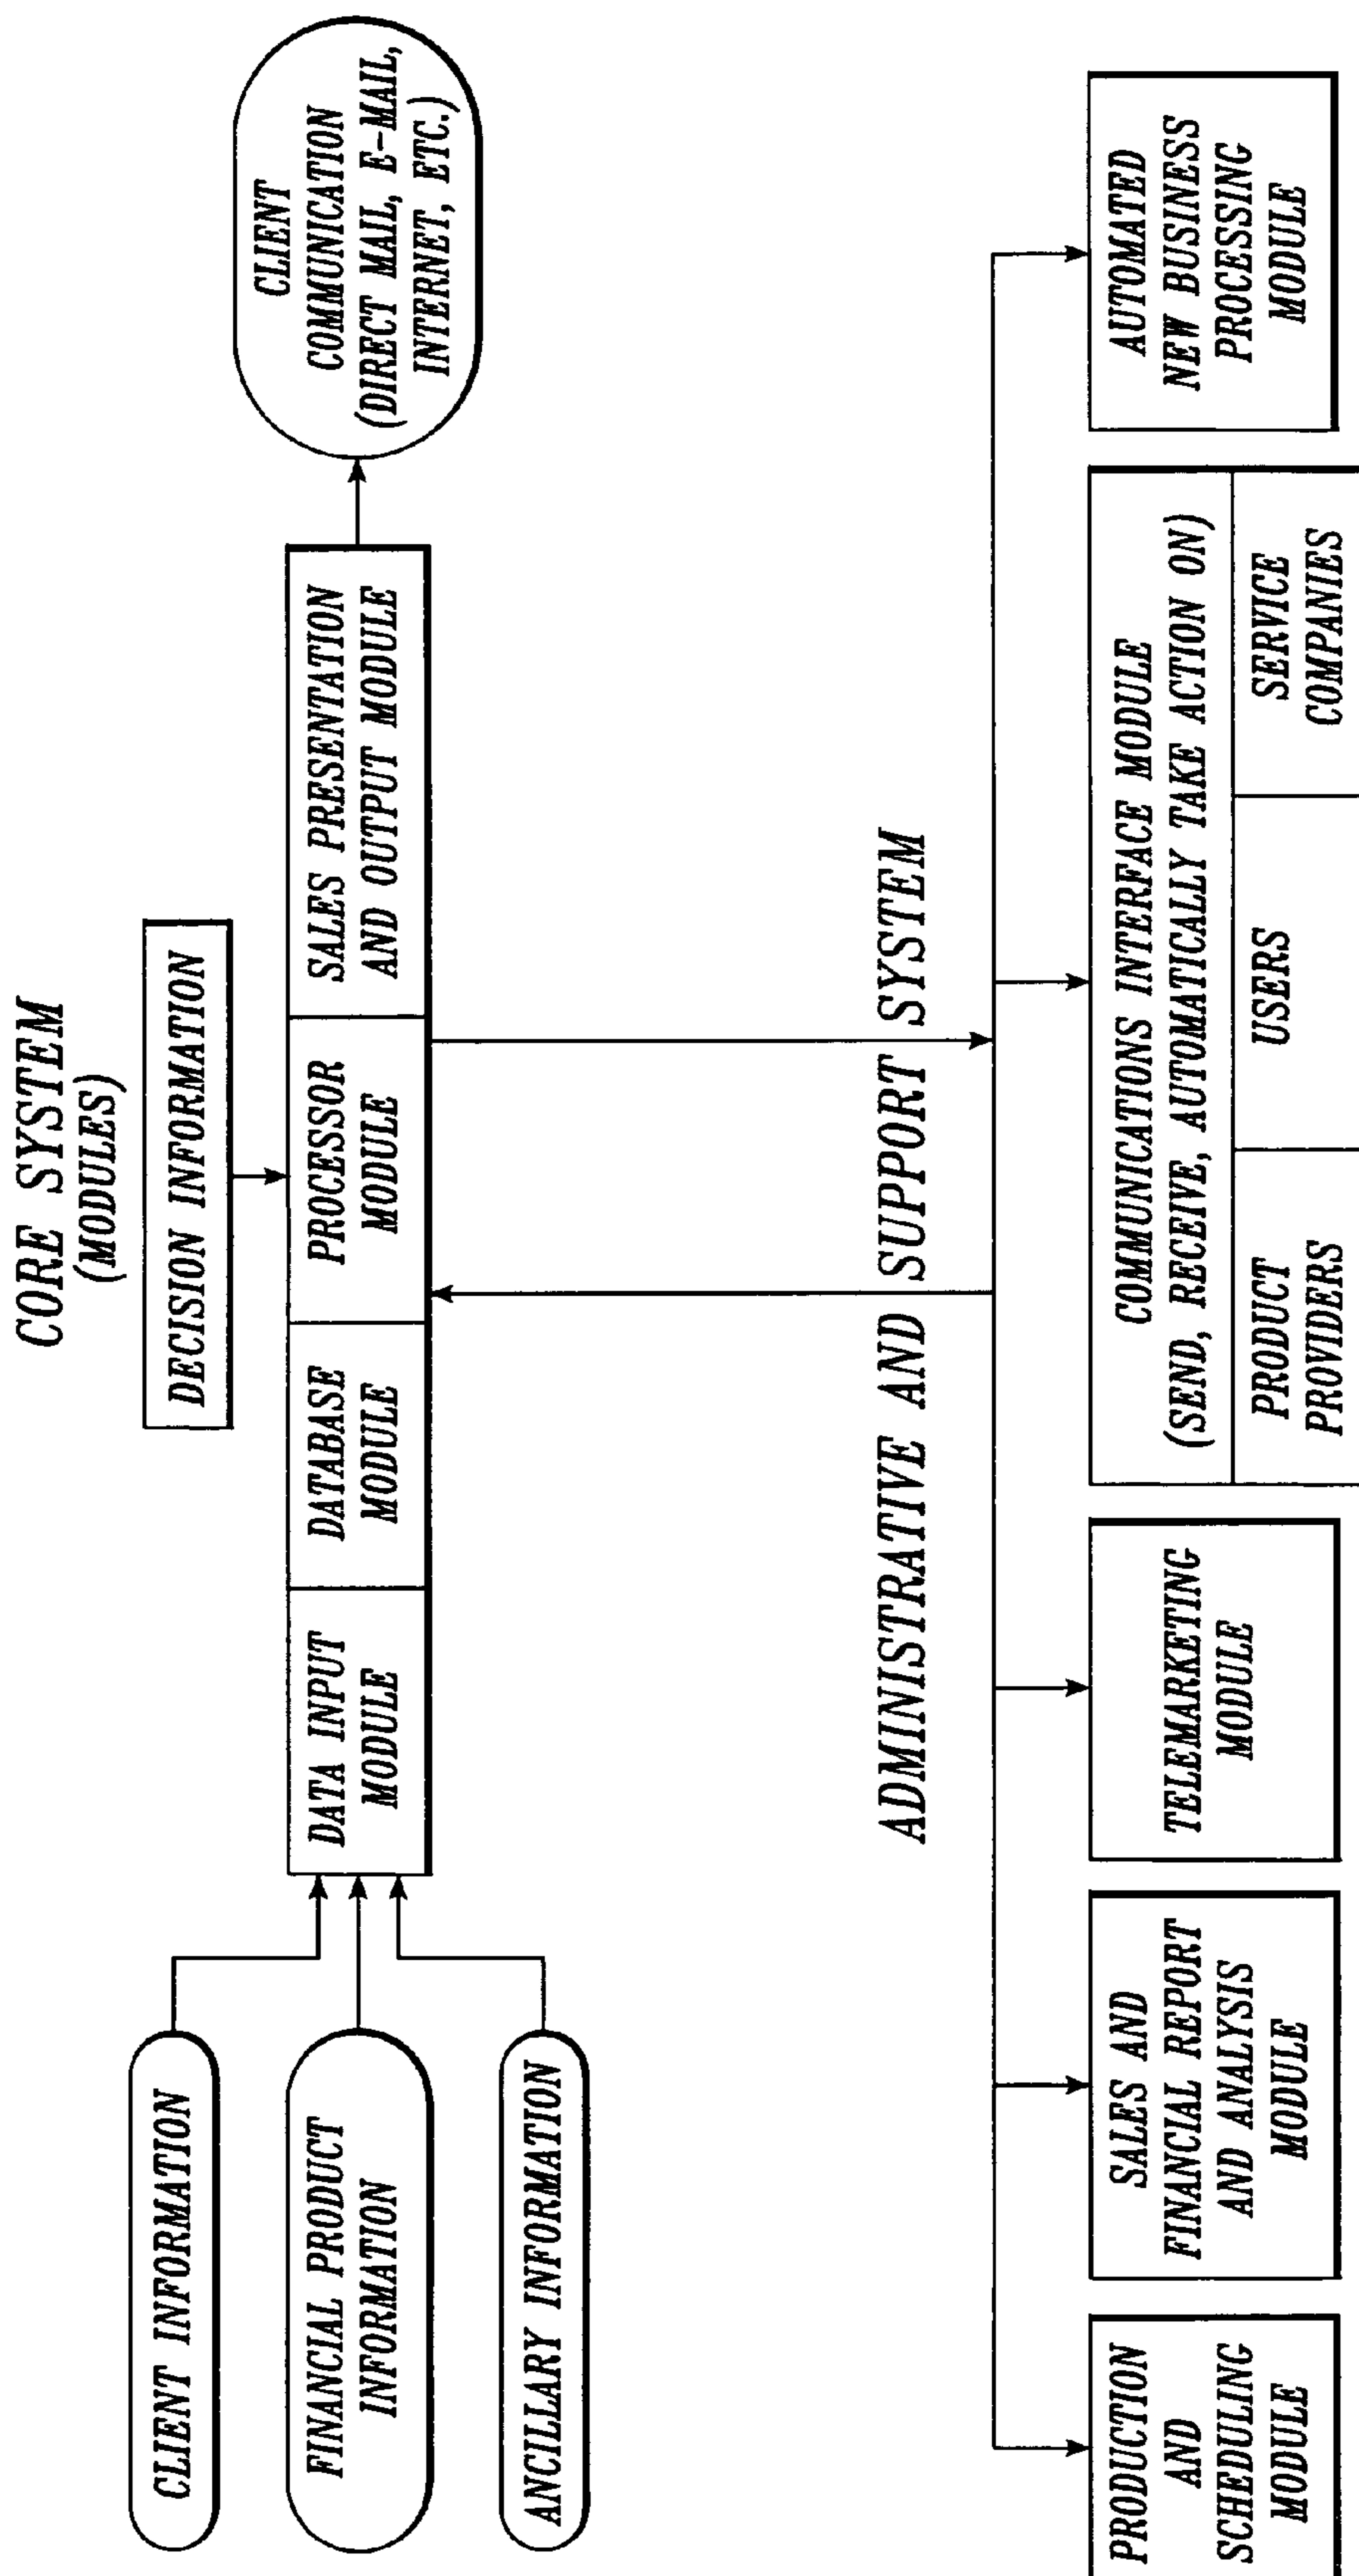 CORE SYSTEM
(MODULES)
DECISION INFORMATION
CLIENT INFORMATION
FINANCIAL PRODUCT
INFORMATION
ANCILLARY INFORMATION
DATA INPUT
MODULE
DATABASE
MODULE
PROCESSOR
MODULE
SALES PRESENTATION
AND OUTPUT MODULE
CLIENT
COMMUNICATION
(DIRECT MAIL, E-MAIL,
INTERNET, ETC.)
ADMINISTRATIVE AND SUPPORT SYSTEM
PRODUCTION
AND
SCHEDULING
MODULE
SALES AND
FINANCIAL REPORT
AND ANALYSIS
MODULE
TELEMARKETING
MODULE
COMMUNICATIONS INTERFACE MODULE
(SEND, RECEIVE, AUTOMATICALLY TAKE ACTION ON)
PRODUCT
PROVIDERS
USERS
SERVICE
COMPANIES
AUTOMATED
NEW BUSINESS
PROCESSING
MODULE